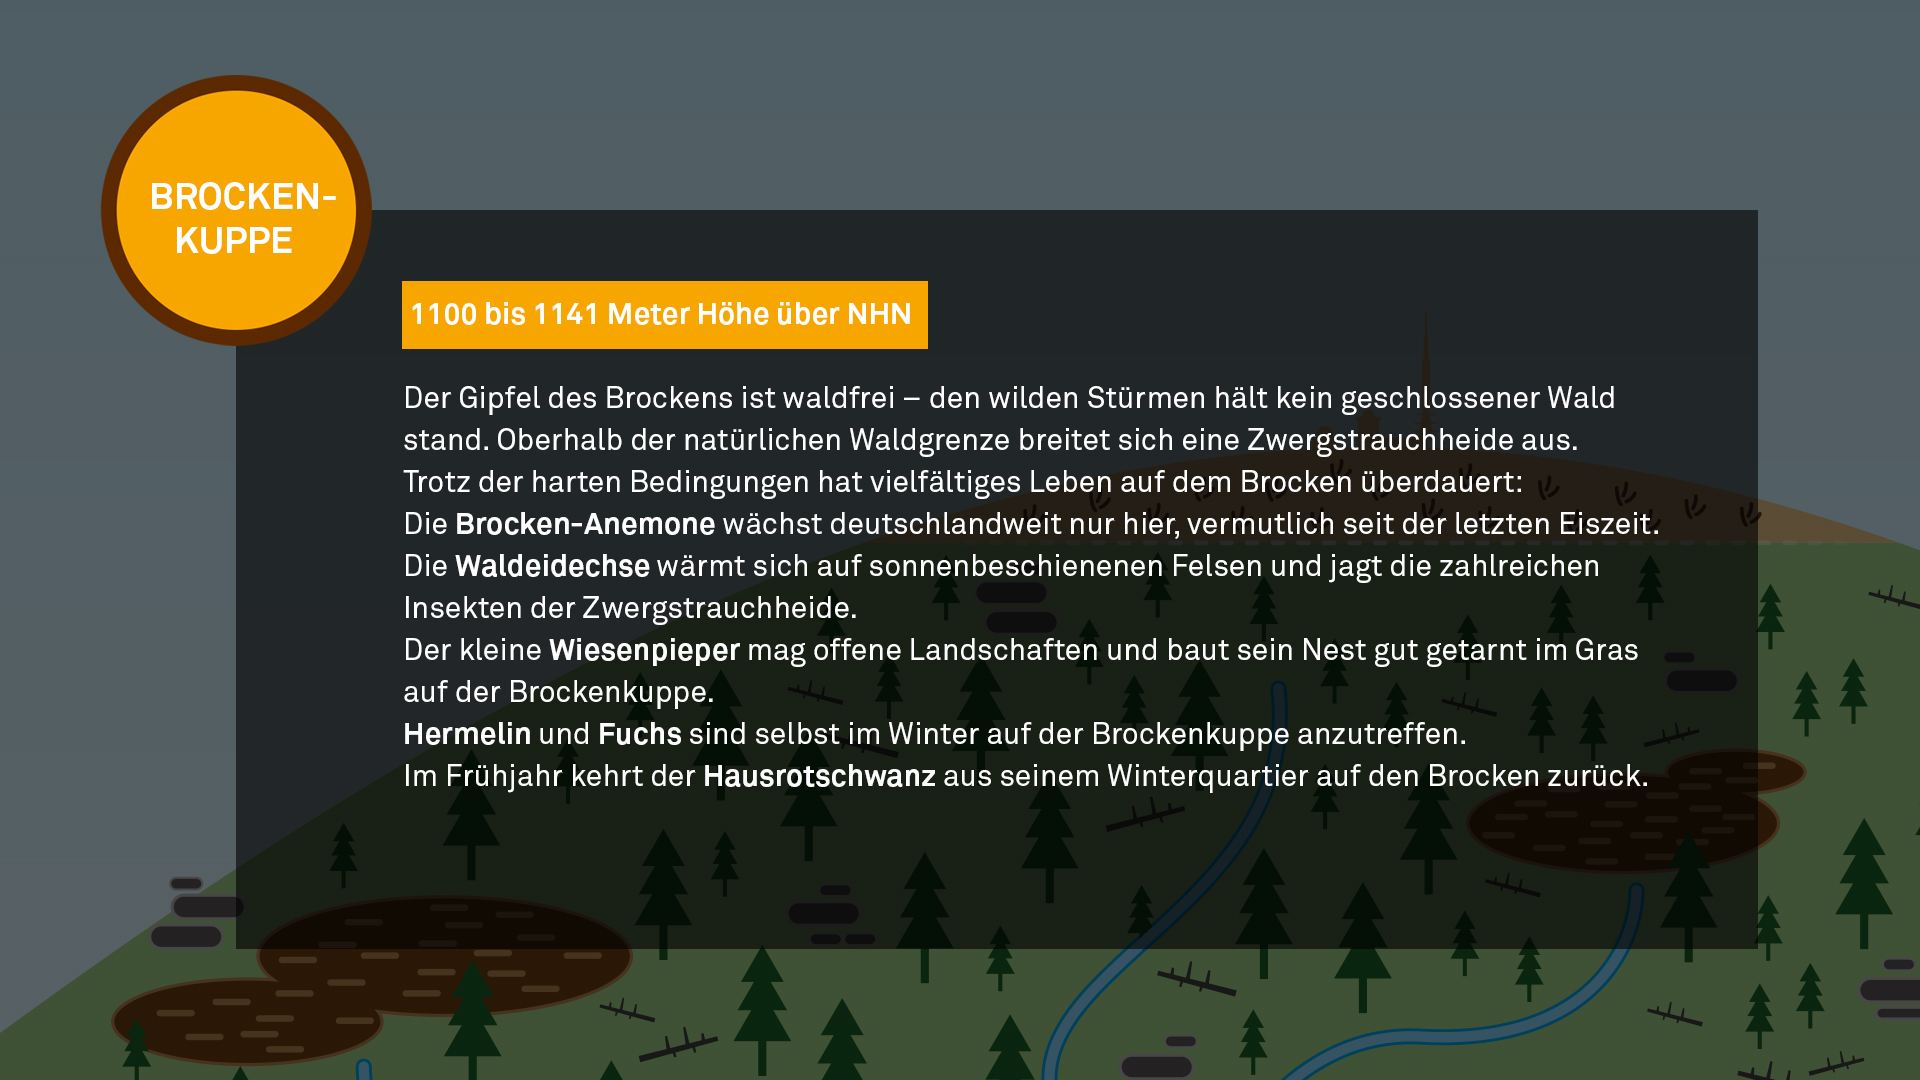 BROCKEN-
KUPPE
1100 bis 1141 Meter Höhe über NHN
Der Gipfel des Brockens ist waldfrei – den wilden Stürmen hält kein geschlossener Wald
stand. Oberhalb der natürlichen Waldgrenze breitet sich eine Zwergstrauchheide aus.
Trotz der harten Bedingungen hat vielfältiges Leben auf dem Brocken überdauert:
Die Brocken-Anemone wächst deutschlandweit nur hier, vermutlich seit der letzten Eiszeit.
Die Waldeidechse wärmt sich auf sonnenbeschienenen Felsen und jagt die zahlreichen
Insekten der Zwergstrauchheide.
Der kleine Wiesenpieper mag offene Landschaften und baut sein Nest gut getarnt im Gras
auf der Brockenkuppe.
Hermelin und Fuchs sind selbst im Winter auf der Brockenkuppe anzutreffen.
Im Frühjahr kehrt der Hausrotschwanz aus seinem Winterquartier auf den Brocken zurück.